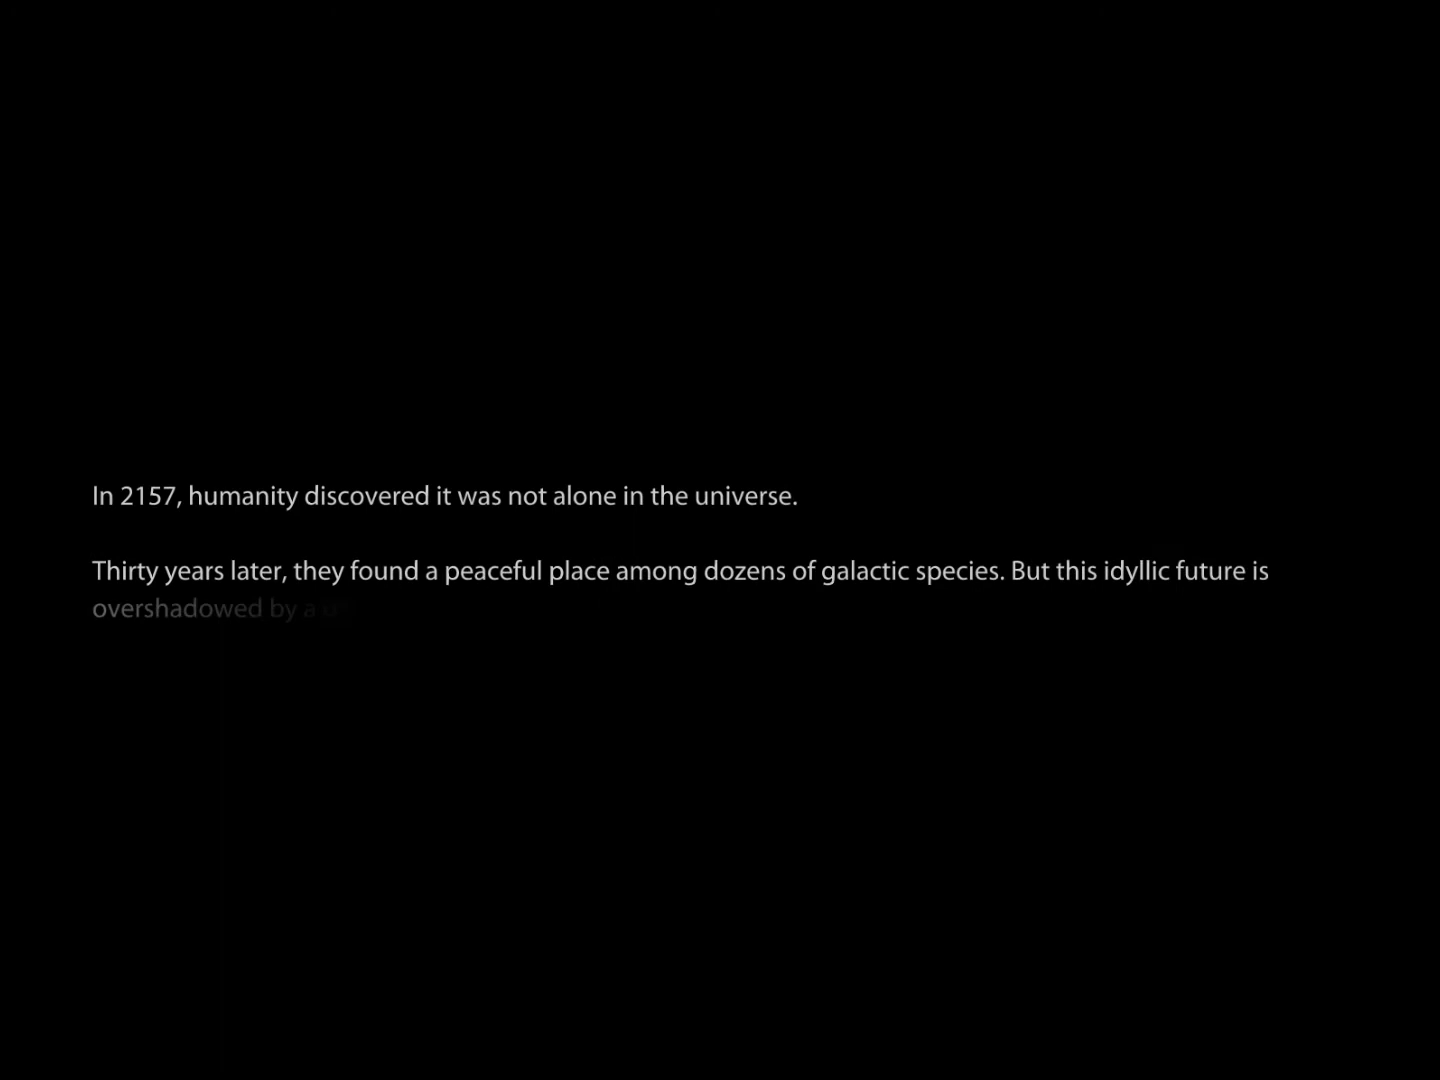 In 2157, humanity discovered it was not alone in the universe.
Thirty years later, they found a peaceful place among dozens of galactic species. But this idyllic future is
overshadowed by a